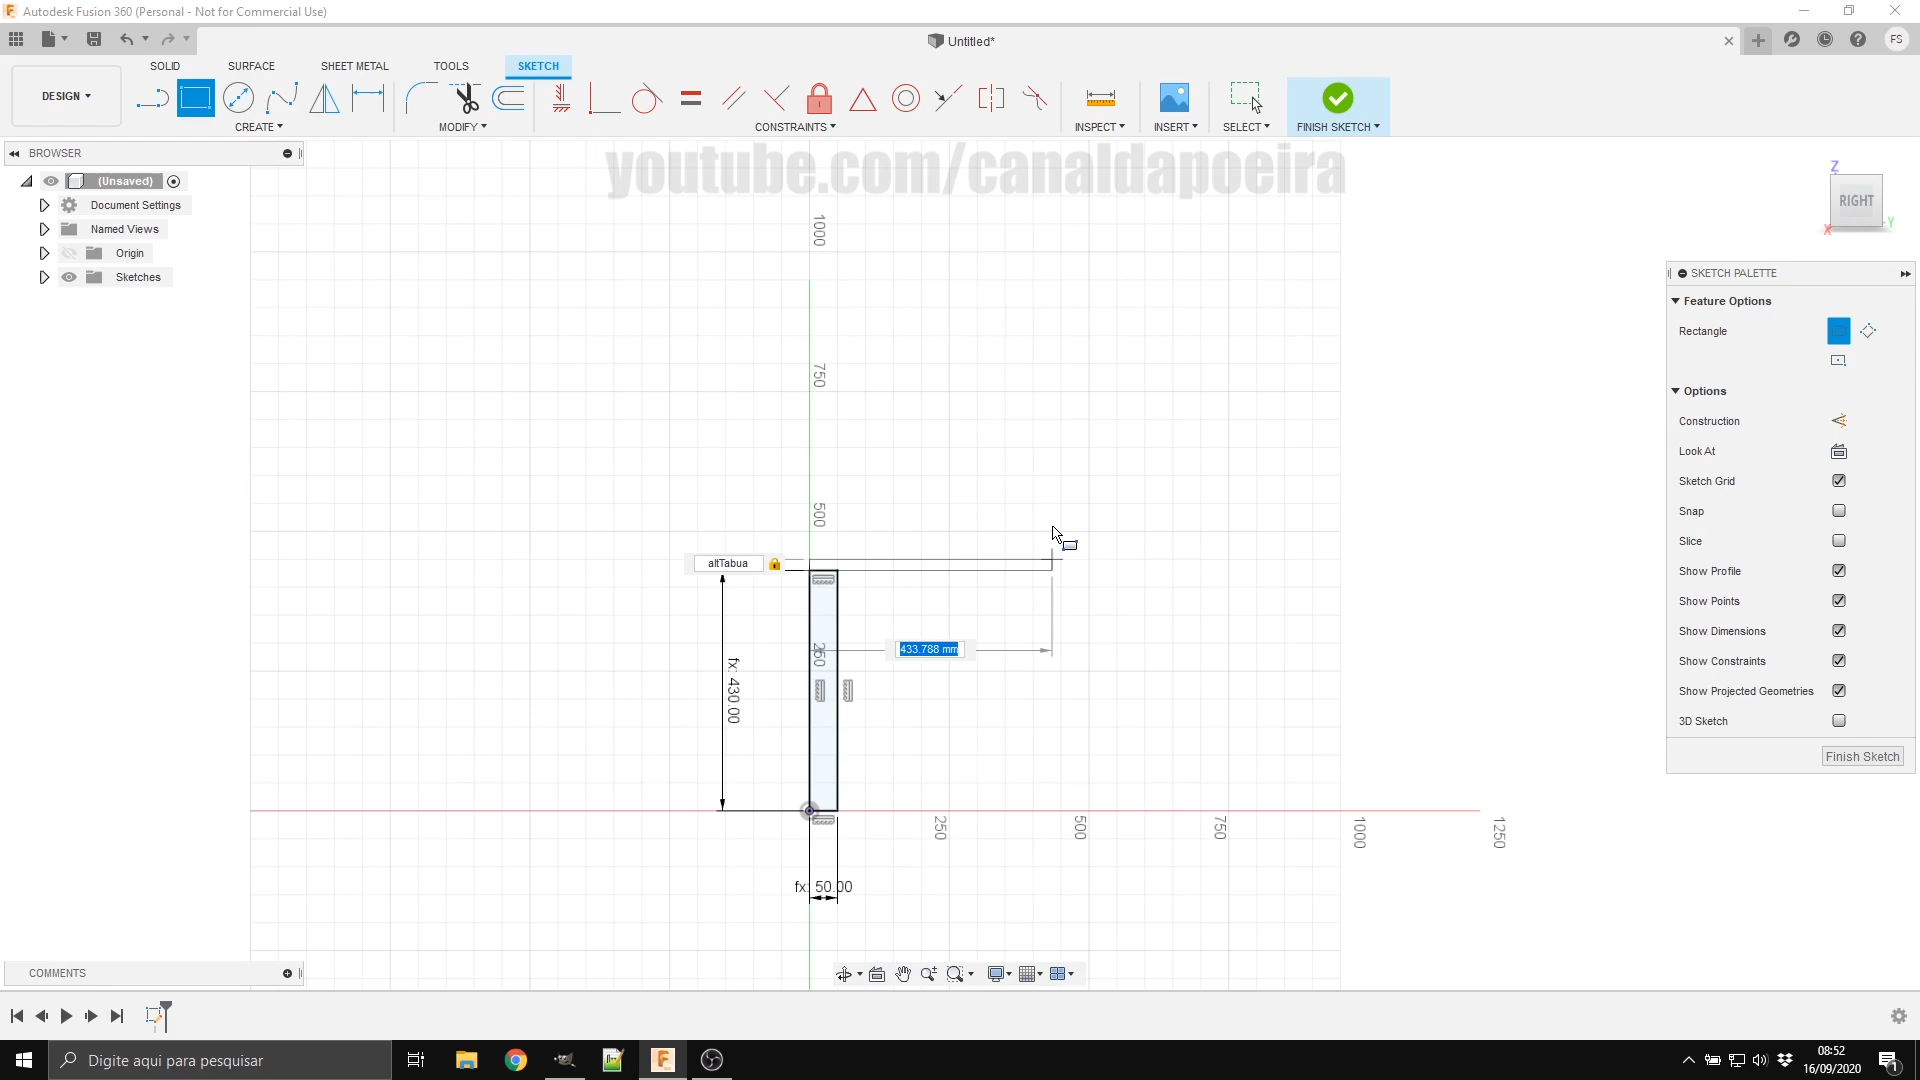 Autodesk Fusion 360 (Personal - Not for Commercial Use)
Untitled*
FS
DESIGN
SOLID
SURFACE
SHEET METAL
TOOLS
SKETCH
CREATE
MODIFY
CONSTRAINTS
INSPECT
INSERT
SELECT
FINISH SKETCH
BROWSER
(Unsaved)
Document Settings
Named Views
Origin
Sketches
youtube.com/canaldapoeira
Z
RIGHT
X
Y
SKETCH PALETTE
Feature Options
Rectangle
Options
Construction
Look At
Sketch Grid
Snap
Slice
Show Profile
Show Points
Show Dimensions
Show Constraints
Show Projected Geometries
3D Sketch
Finish Sketch
1000
750
500
250
altTabua
433.788 mm
fx: 430.00
250
500
750
1000
1250
fx: 50.00
COMMENTS
Digite aqui para pesquisar
08:52
16/09/2020
1